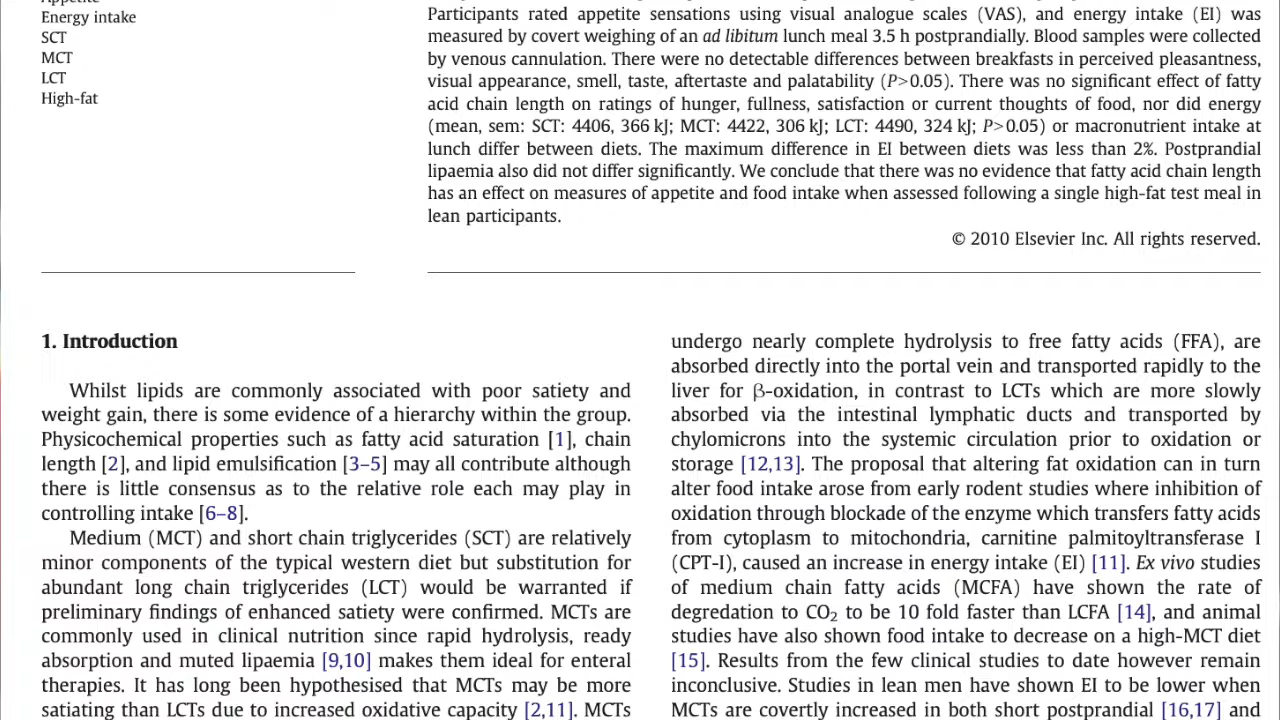 Appetite
Energy intake
SCT
MCT
LCT
High-fat
Participants rated appetite sensations using visual analogue scales (VAS), and energy intake (EI) was
measured by covert weighing of an ad libitum lunch meal 3.5 h postprandially. Blood samples were collected
by venous cannulation. There were no detectable differences between breakfasts in perceived pleasantness,
visual appearance, smell, taste, aftertaste and palatability (P>0.05). There was no significant effect of fatty
acid chain length on ratings of hunger, fullness, satisfaction or current thoughts of food, nor did energy
(mean, sem: SCT: 4406, 366 kJ; MCT: 4422, 306 kJ; LCT: 4490, 324 kJ; P>0.05) or macronutrient intake at
lunch differ between diets. The maximum difference in EI between diets was less than 2%. Postprandial
lipaemia also did not differ significantly. We conclude that there was no evidence that fatty acid chain length
has an effect on measures of appetite and food intake when assessed following a single high-fat test meal in
lean participants.
© 2010 Elsevier Inc. All rights reserved.
1. Introduction
Whilst lipids are commonly associated with poor satiety and
weight gain, there is some evidence of a hierarchy within the group.
Physicochemical properties such as fatty acid saturation [1], chain
length [2], and lipid emulsification [3–5] may all contribute although
there is little consensus as to the relative role each may play in
controlling intake [6–8].
Medium (MCT) and short chain triglycerides (SCT) are relatively
minor components of the typical western diet but substitution for
abundant long chain triglycerides (LCT) would be warranted if
preliminary findings of enhanced satiety were confirmed. MCTs are
commonly used in clinical nutrition since rapid hydrolysis, ready
absorption and muted lipaemia [9,10] makes them ideal for enteral
therapies. It has long been hypothesised that MCTs may be more
satiating than LCTs due to increased oxidative capacity [2,11]. MCTs
undergo nearly complete hydrolysis to free fatty acids (FFA), are
absorbed directly into the portal vein and transported rapidly to the
liver for β-oxidation, in contrast to LCTs which are more slowly
absorbed via the intestinal lymphatic ducts and transported by
chylomicrons into the systemic circulation prior to oxidation or
storage [12,13]. The proposal that altering fat oxidation can in turn
alter food intake arose from early rodent studies where inhibition of
oxidation through blockade of the enzyme which transfers fatty acids
from cytoplasm to mitochondria, carnitine palmitoyltransferase I
(CPT-I), caused an increase in energy intake (EI) [11]. Ex vivo studies
of medium chain fatty acids (MCFA) have shown the rate of
degredation to CO₂ to be 10 fold faster than LCFA [14], and animal
studies have also shown food intake to decrease on a high-MCT diet
[15]. Results from the few clinical studies to date however remain
inconclusive. Studies in lean men have shown EI to be lower when
MCTs are covertly increased in both short postprandial [16,17] and